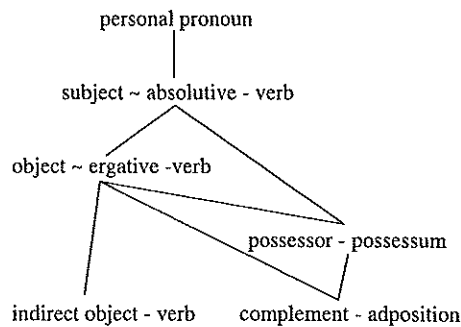 personal pronoun
subject ~ absolutive - verb
object ~ ergative -verb
possessor - possessum
indirect object - verb
complement - adposition